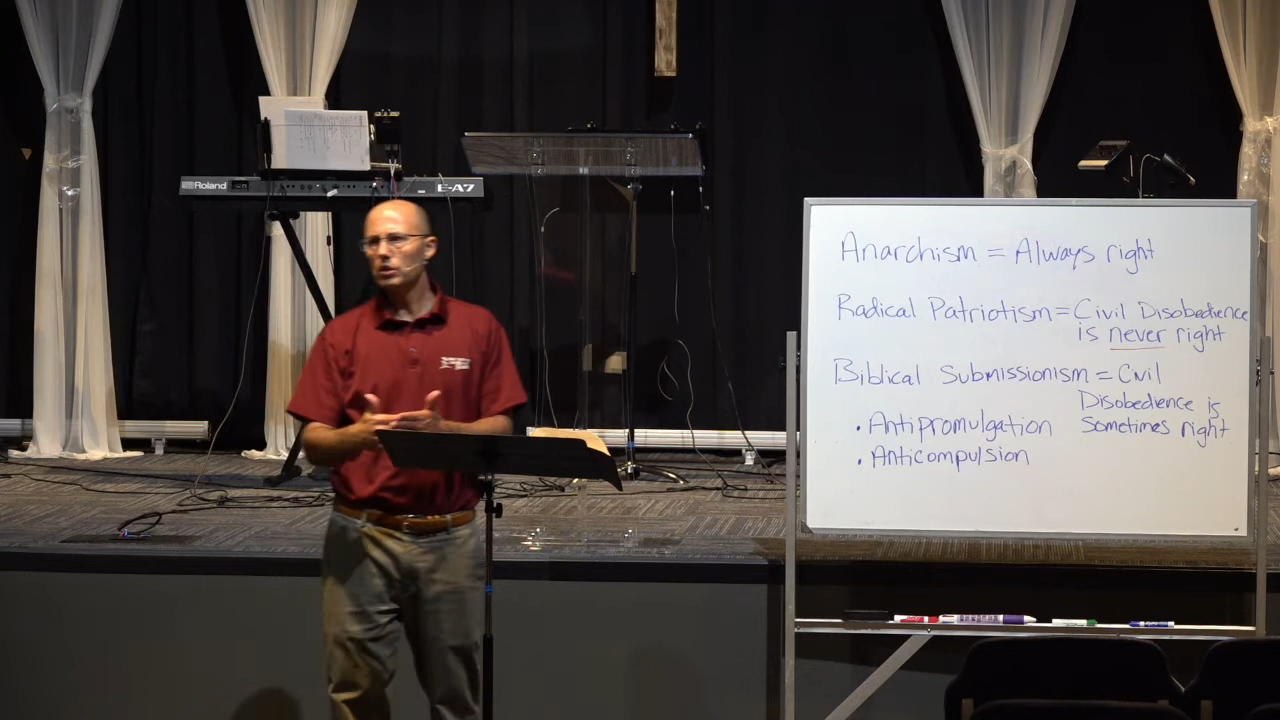 Roland
E-A7
Anarchism = Always right
Radical Patriotism = Civil Disobedience
is never right
Biblical Submissionism = Civil
Disobedience is
• Antipromulgation sometimes right
• Anticompulsion